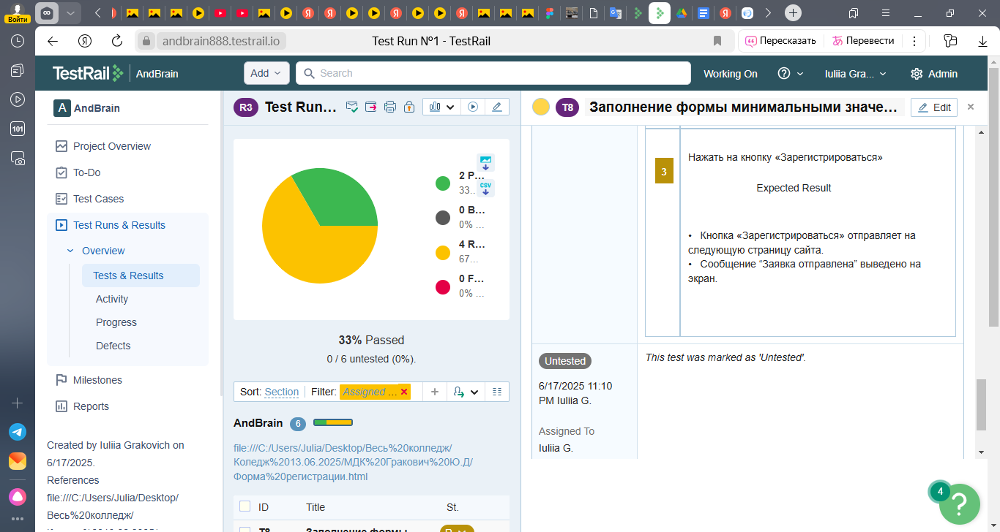 Войти
andbrain888.testrail.io
Test Run №1 - TestRail
Пересказать
Перевести
101
TestRail
AndBrain
Add
Search
Working On
Iuliia Gra...
Admin
A AndBrain
Project Overview
To-Do
Test Cases
Test Runs & Results
Overview
Tests & Results
Activity
Progress
Defects
Milestones
Reports
Created by Iuliia Grakovich on
6/17/2025.
References
file:///C:/Users/Julia/Desktop/
Весь%20колледж/
R3 Test Run...
2 P...
33...
CSV
0 B...
0% ...
4 R...
67...
0 F...
0% ...
33% Passed
0 / 6 untested (0%).
Sort: Section
Filter: Assigned ...
AndBrain 6
file:///C:/Users/Julia/Desktop/Весь%20колледж/
Коледж%2013.06.2025/МДК%20Гракович%20Ю.Д/
Форма%20регистрации.html
ID Title St.
T8 Заполнение формы
T8 Заполнение формы минимальными значе...
Edit
3
Нажать на кнопку «Зарегистрироваться»
Expected Result
• Кнопка «Зарегистрироваться» отправляет на
следующую страницу сайта.
• Сообщение “Заявка отправлена” выведено на
экран.
Untested
This test was marked as 'Untested'.
6/17/2025 11:10
PM Iuliia G.
Assigned To
Iuliia G.
4
?